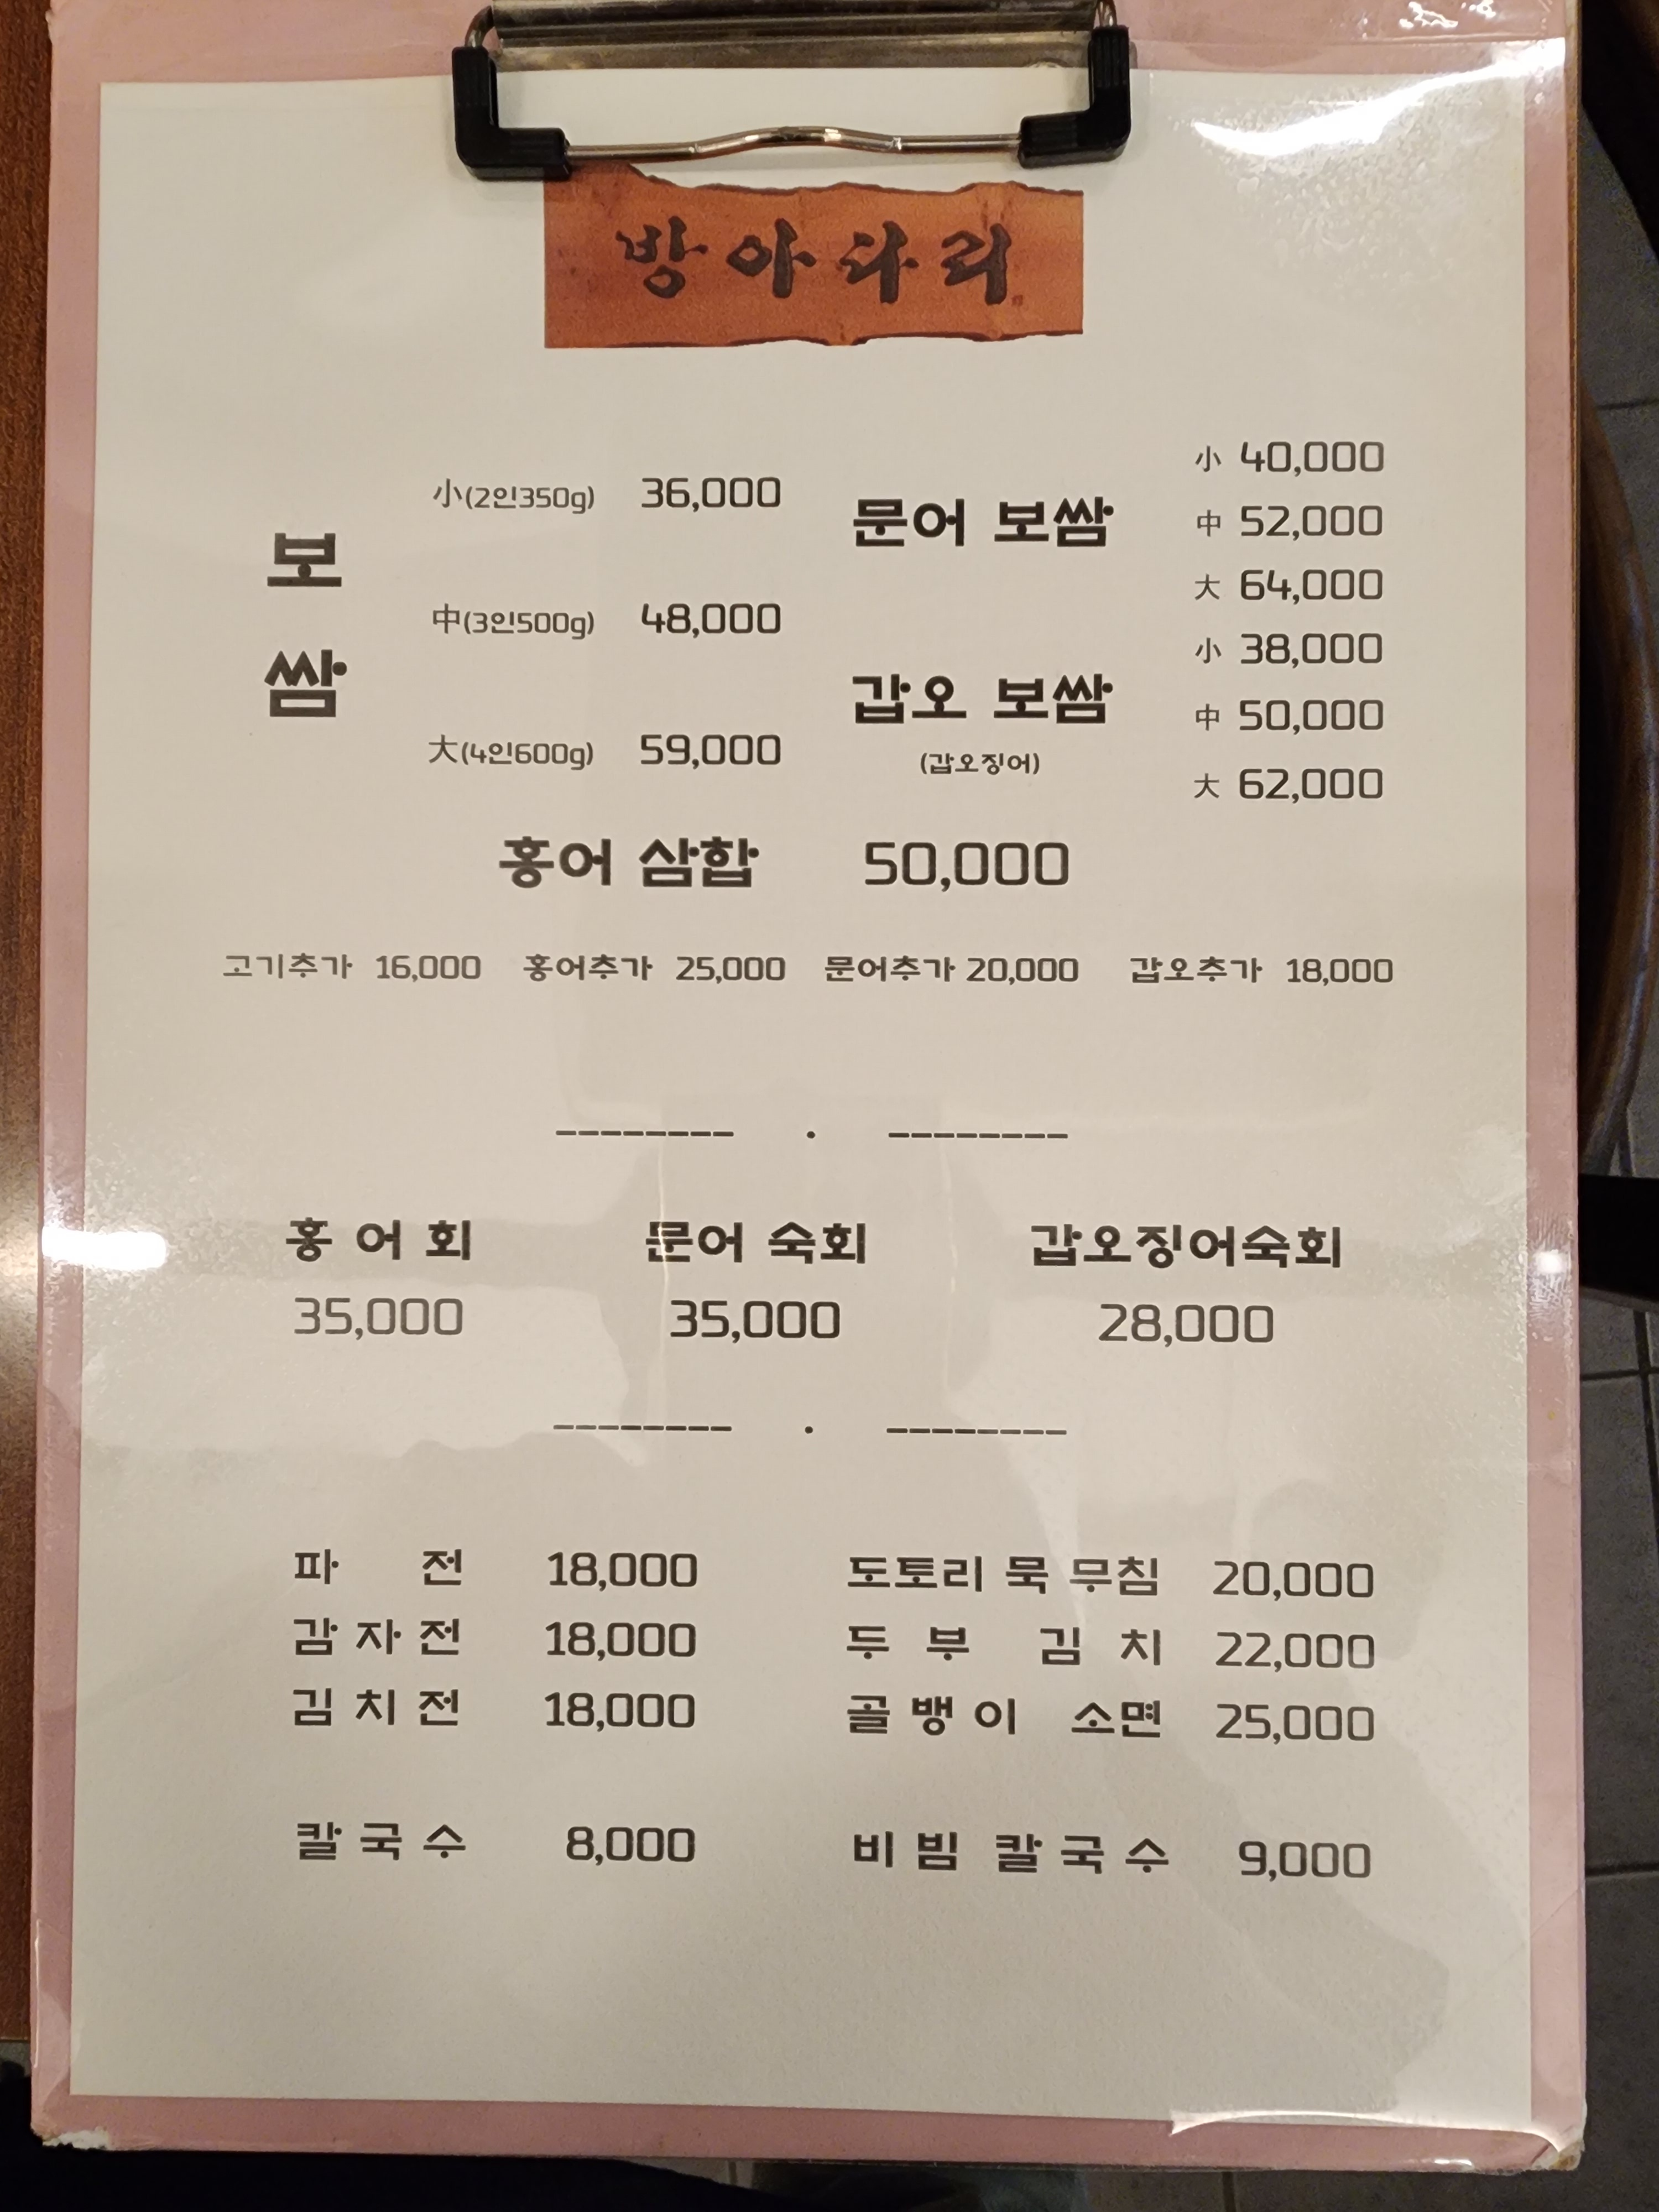 방아다리
보쌈
小(2인350g) 36,000
中(3인500g) 48,000
大(4인600g) 59,000
문어 보쌈
小 40,000
中 52,000
大 64,000
갑오 보쌈
(갑오징어)
小 38,000
中 50,000
大 62,000
홍어 삼합 50,000
고기추가 16,000 홍어추가 25,000 문어추가 20,000 갑오추가 18,000
-------- . --------
홍 어 회 문어 숙회 갑오징어숙회
35,000 35,000 28,000
-------- . --------
파 전 18,000 도토리 묵 무침 20,000
감 자 전 18,000 두 부 김 치 22,000
김 치 전 18,000 골 뱅 이 소면 25,000
칼 국 수 8,000 비 빔 칼 국 수 9,000